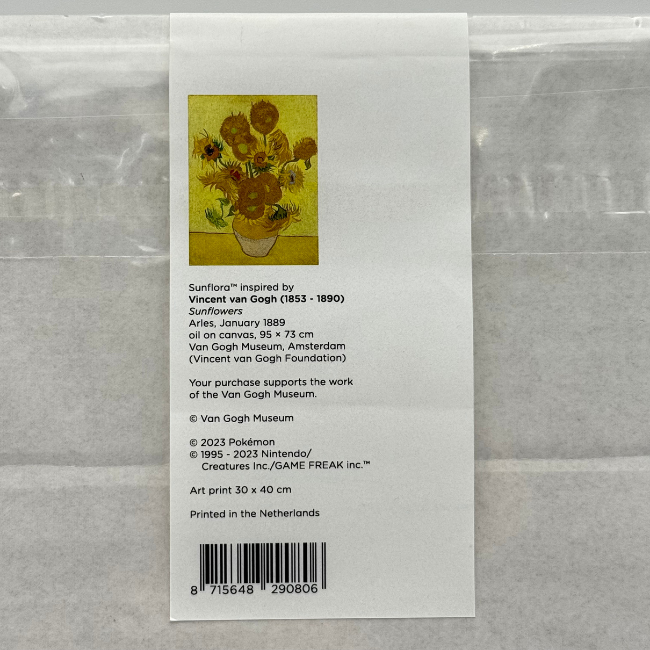 Sunflora™ inspired by
Vincent van Gogh (1853 - 1890)
Sunflowers
Arles, January 1889
oil on canvas, 95 × 73 cm
Van Gogh Museum, Amsterdam
(Vincent van Gogh Foundation)
Your purchase supports the work
of the Van Gogh Museum.
© Van Gogh Museum
© 2023 Pokémon
© 1995 - 2023 Nintendo/
Creatures Inc./GAME FREAK inc.™
Art print 30 x 40 cm
Printed in the Netherlands
8 715648 290806